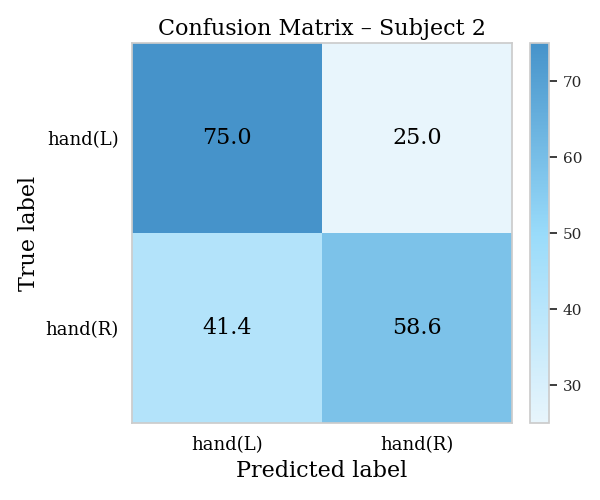 Confusion Matrix – Subject 2
True label
hand(L)
75.0
25.0
hand(R)
41.4
58.6
hand(L)
hand(R)
Predicted label
70
60
50
40
30